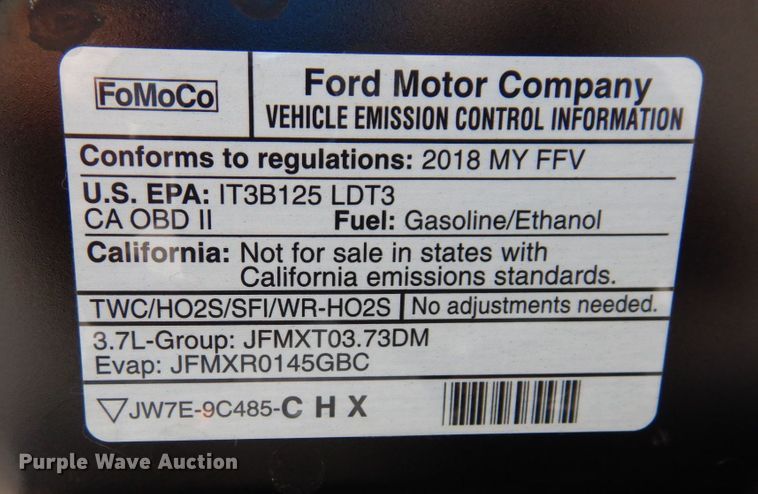 FoMoCo
Ford Motor Company
VEHICLE EMISSION CONTROL INFORMATION
Conforms to regulations: 2018 MY FFV
U.S. EPA: IT3B125 LDT3
CA OBD II Fuel: Gasoline/Ethanol
California: Not for sale in states with
California emissions standards.
TWC/HO2S/SFI/WR-HO2S No adjustments needed.
3.7L-Group: JFMXT03.73DM
Evap: JFMXR0145GBC
JW7E-9C485-C H X
Purple Wave Auction